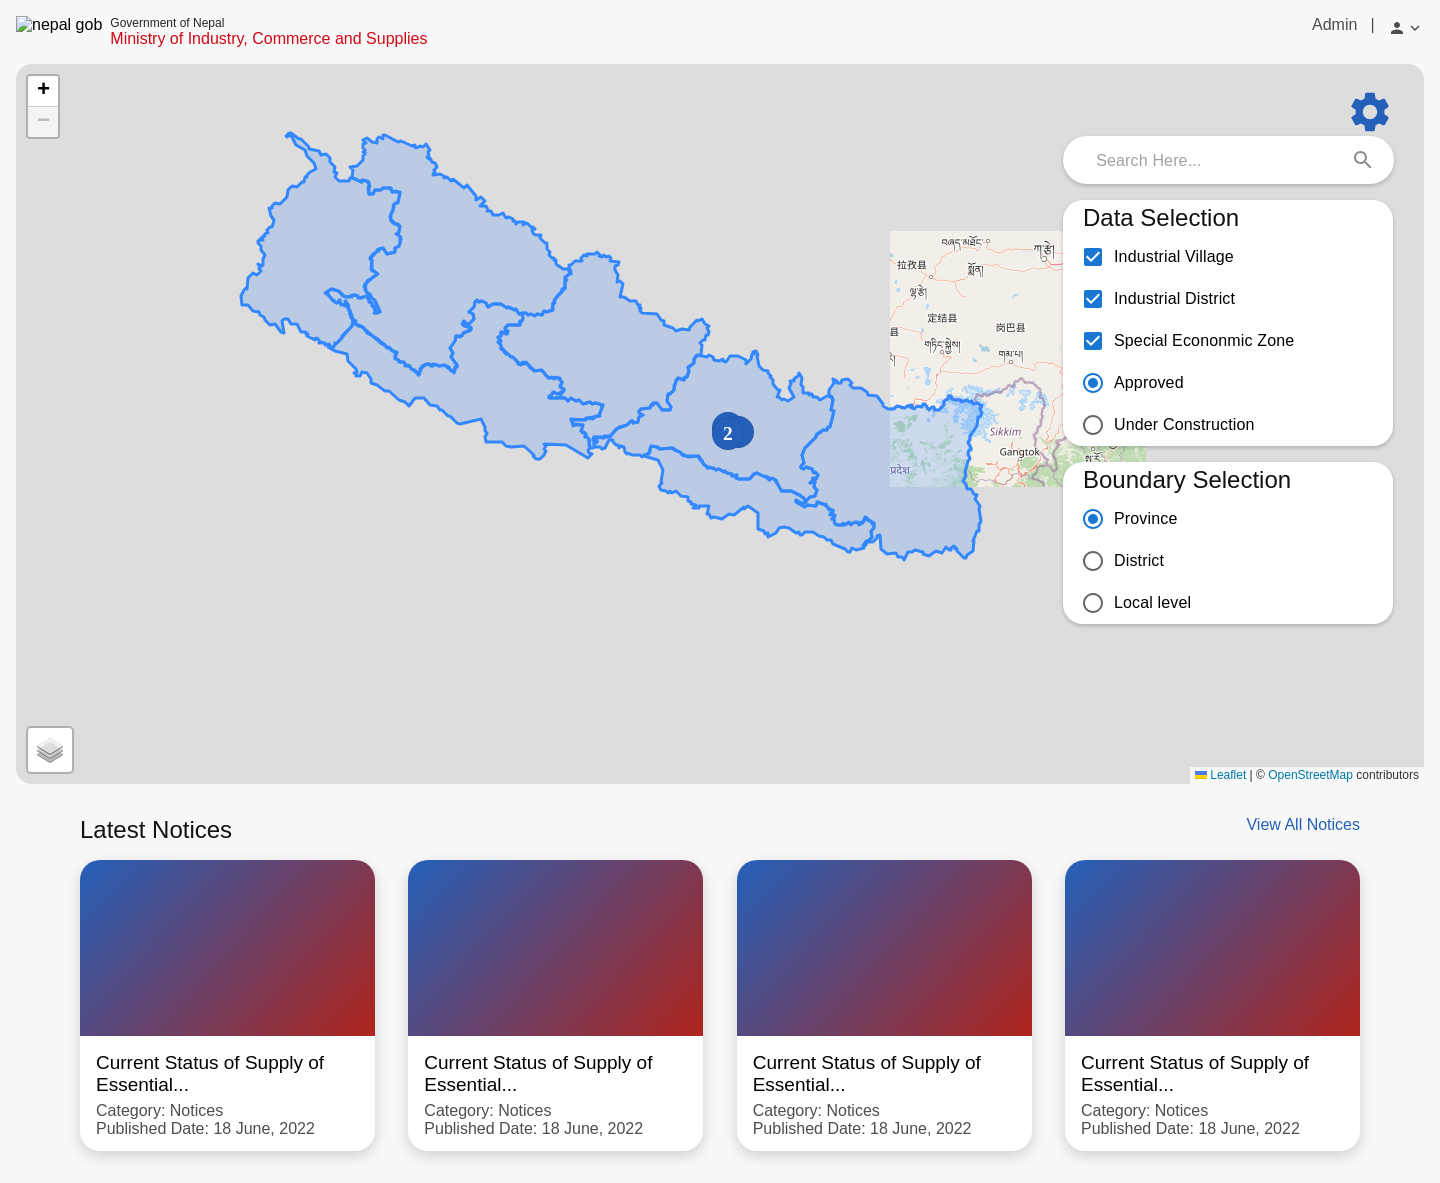 nepal gob
Government of Nepal
Ministry of Industry, Commerce and Supplies
Admin |
+
−
Search Here...
Data Selection
Industrial Village
Industrial District
Special Econonmic Zone
Approved
Under Construction
拉孜县
定结县
岗巴县
Sikkim
Gangtok
प्रदेश
2
Boundary Selection
Province
District
Local level
Leaflet | © OpenStreetMap contributors
Latest Notices
View All Notices
Current Status of Supply of
Essential...
Category: Notices
Published Date: 18 June, 2022
Current Status of Supply of
Essential...
Category: Notices
Published Date: 18 June, 2022
Current Status of Supply of
Essential...
Category: Notices
Published Date: 18 June, 2022
Current Status of Supply of
Essential...
Category: Notices
Published Date: 18 June, 2022